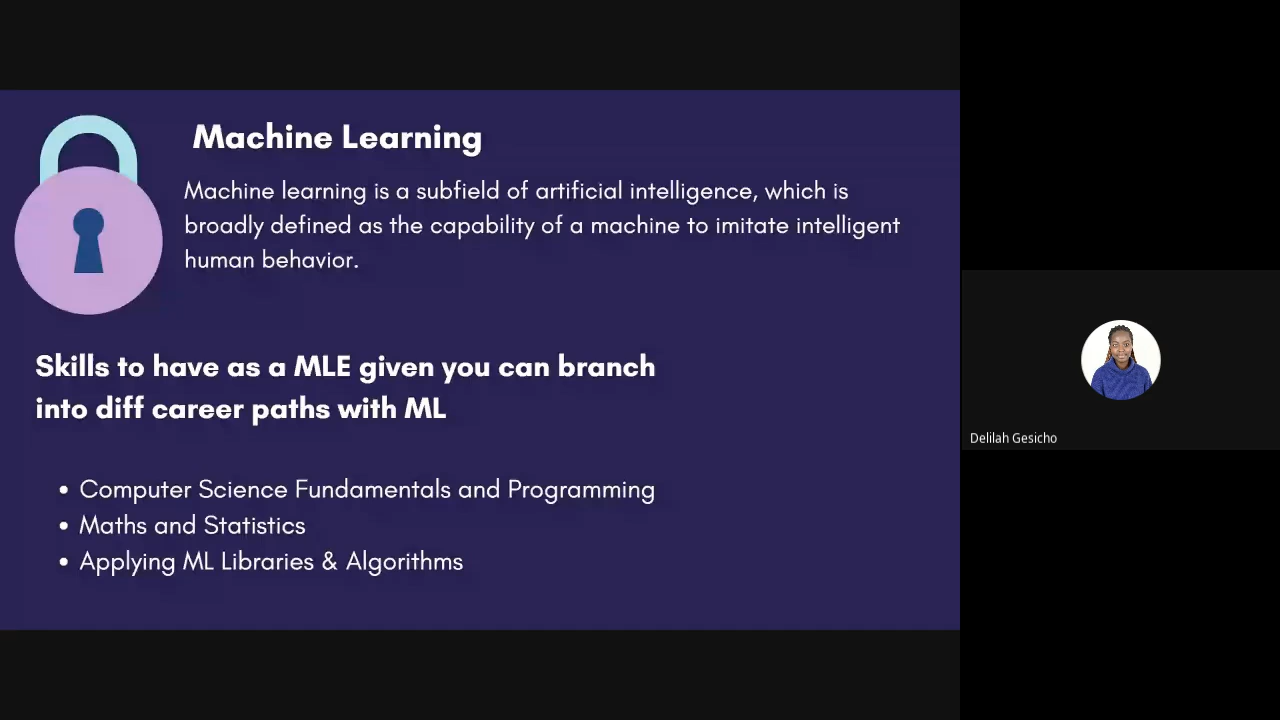 Machine Learning
Machine learning is a subfield of artificial intelligence, which is
broadly defined as the capability of a machine to imitate intelligent
human behavior.
Skills to have as a MLE given you can branch
into diff career paths with ML
• Computer Science Fundamentals and Programming
• Maths and Statistics
• Applying ML Libraries & Algorithms
Delilah Gesicho